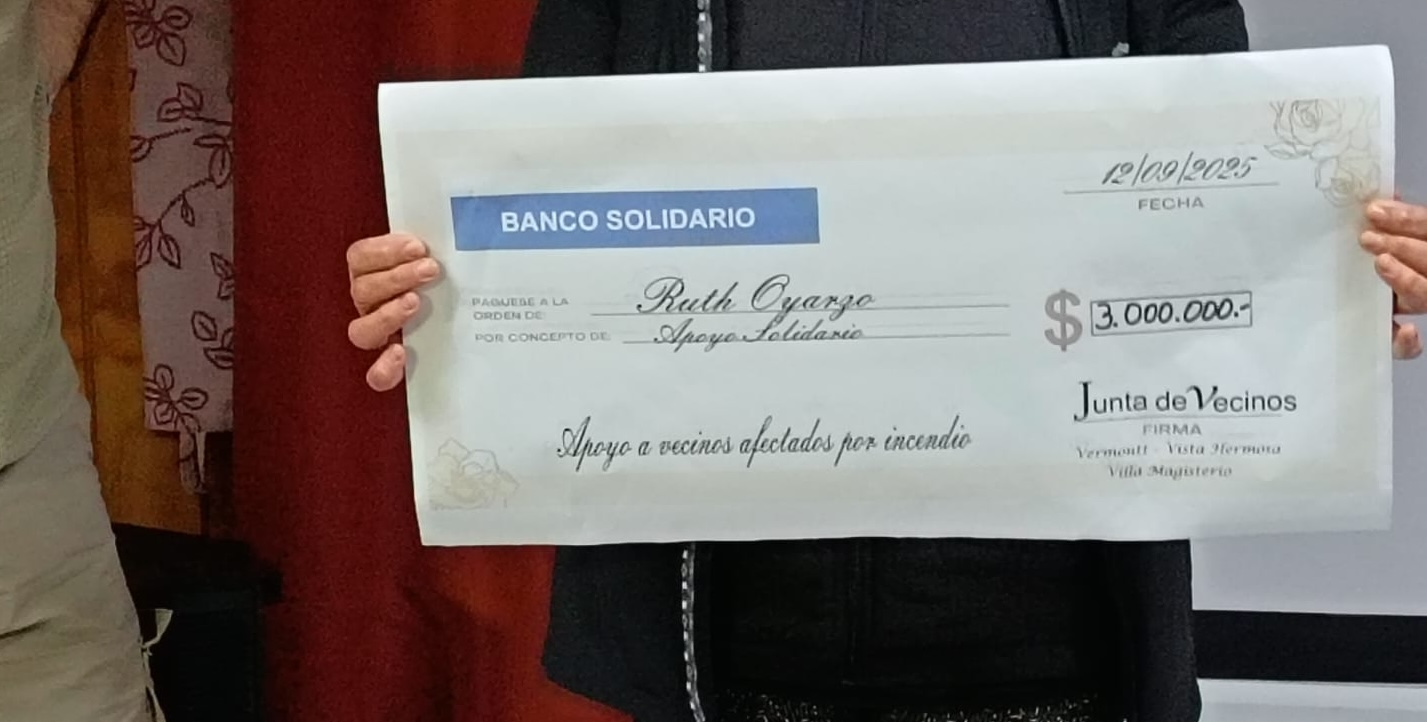 12/09/2025
FECHA
BANCO SOLIDARIO
PAGUESE A LA
ORDEN DE:
Ruth Oyarzo
$ 3.000.000.-
POR CONCEPTO DE:
Apoyo Solidario
Junta de Vecinos
FIRMA
Apoyo a vecinos afectados por incendio
Vermontt - Vista Hermosa
Villa Magisterio